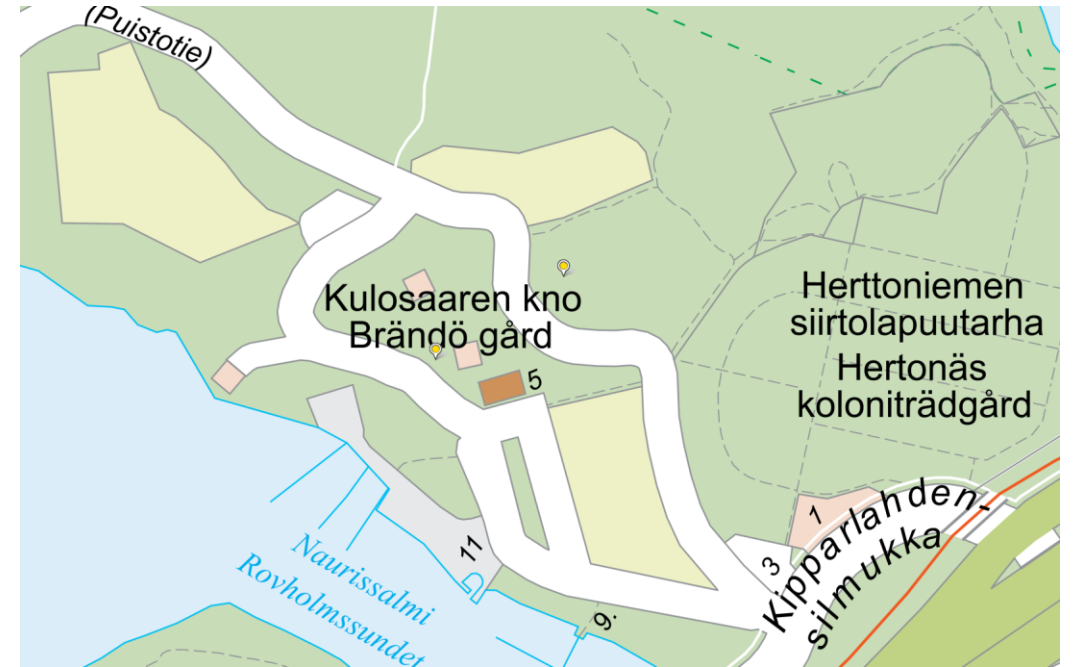 (Puistotie)
Kulosaaren kno
Brändö gård
5
Herttoniemen
siirtolapuutarha
Hertonäs
koloniträdgård
1
3
Kipparlahden-
silmukka
11
9.
Naurissalmi
Rovholmssundet